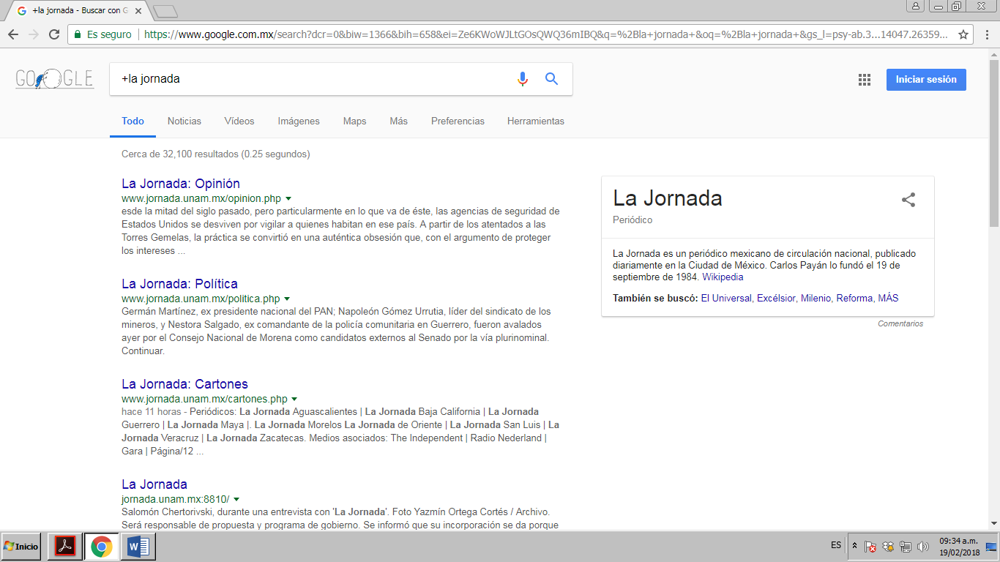 +la jornada - Buscar con G
Es seguro
https://www.google.com.mx/search?dcr=0&biw=1366&bih=658&ei=Ze6KWoWJLtGOsQWQ36mIBQ&q=%2Bla+jornada+&oq=%2Bla+jornada+&gs_l=psy-ab.3...14047.26359...
GOOGLE
+la jornada
Iniciar sesión
Todo
Noticias
Vídeos
Imágenes
Maps
Más
Preferencias
Herramientas
Cerca de 32,100 resultados (0.25 segundos)
La Jornada: Opinión
www.jornada.unam.mx/opinion.php
esde la mitad del siglo pasado, pero particularmente en lo que va de éste, las agencias de seguridad de
Estados Unidos se desviven por vigilar a quienes habitan en ese país. A partir de los atentados a las
Torres Gemelas, la práctica se convirtió en una auténtica obsesión que, con el argumento de proteger
los intereses ...
La Jornada: Política
www.jornada.unam.mx/politica.php
Germán Martínez, ex presidente nacional del PAN; Napoleón Gómez Urrutia, líder del sindicato de los
mineros, y Nestora Salgado, ex comandante de la policía comunitaria en Guerrero, fueron avalados
ayer por el Consejo Nacional de Morena como candidatos externos al Senado por la vía plurinominal.
Continuar.
La Jornada: Cartones
www.jornada.unam.mx/cartones.php
hace 11 horas - Periódicos: La Jornada Aguascalientes | La Jornada Baja California | La Jornada
Guerrero | La Jornada Maya |. La Jornada Morelos La Jornada de Oriente | La Jornada San Luis | La
Jornada Veracruz | La Jornada Zacatecas. Medios asociados: The Independent | Radio Nederland |
Gara | Página/12 ...
La Jornada
jornada.unam.mx:8810/
Salomón Chertorivski, durante una entrevista con 'La Jornada'. Foto Yazmín Ortega Cortés / Archivo.
Será responsable de propuesta y programa de gobierno. Se informó que su incorporación se da porque
La Jornada
Periódico
La Jornada es un periódico mexicano de circulación nacional, publicado
diariamente en la Ciudad de México. Carlos Payán lo fundó el 19 de
septiembre de 1984. Wikipedia
También se buscó: El Universal, Excélsior, Milenio, Reforma, MÁS
Comentarios
Inicio
ES
09:34 a.m.
19/02/2018